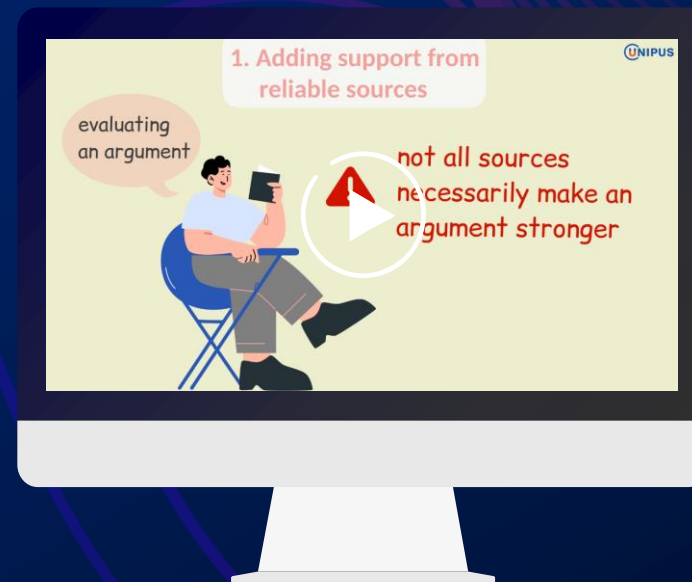 1. Adding support from
reliable sources
UNIPUS
evaluating
an argument
not all sources
necessarily make an
argument stronger